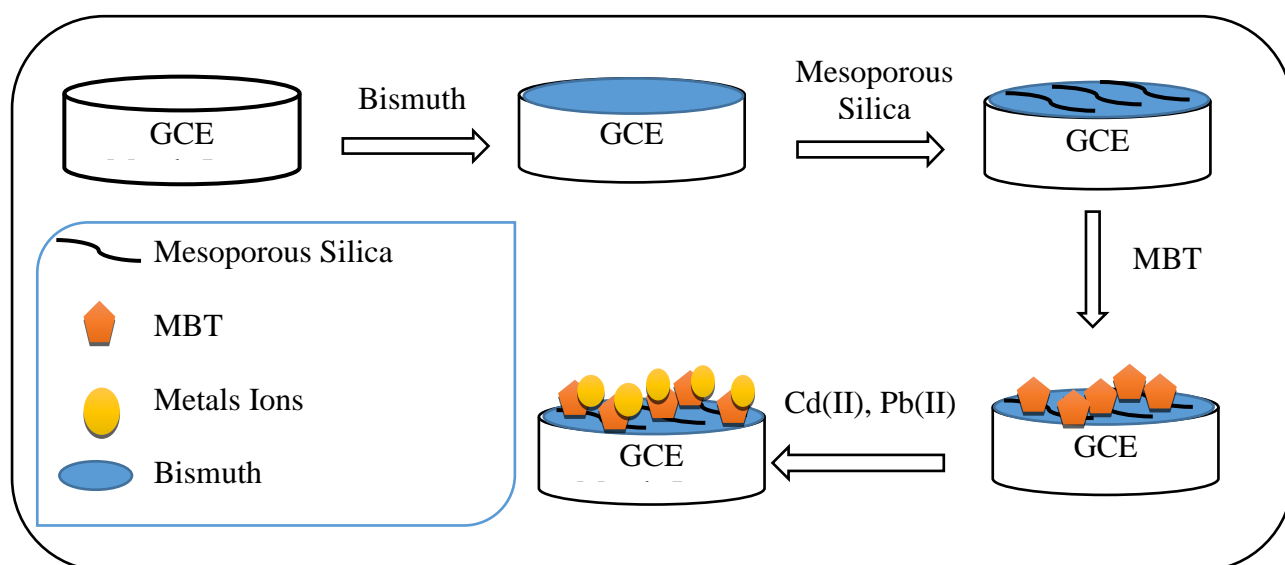 Bismuth
Mesoporous
Silica
GCE
GCE
GCE
MBT
Mesoporous Silica
MBT
Metals Ions
Bismuth
Cd(II), Pb(II)
GCE
GCE